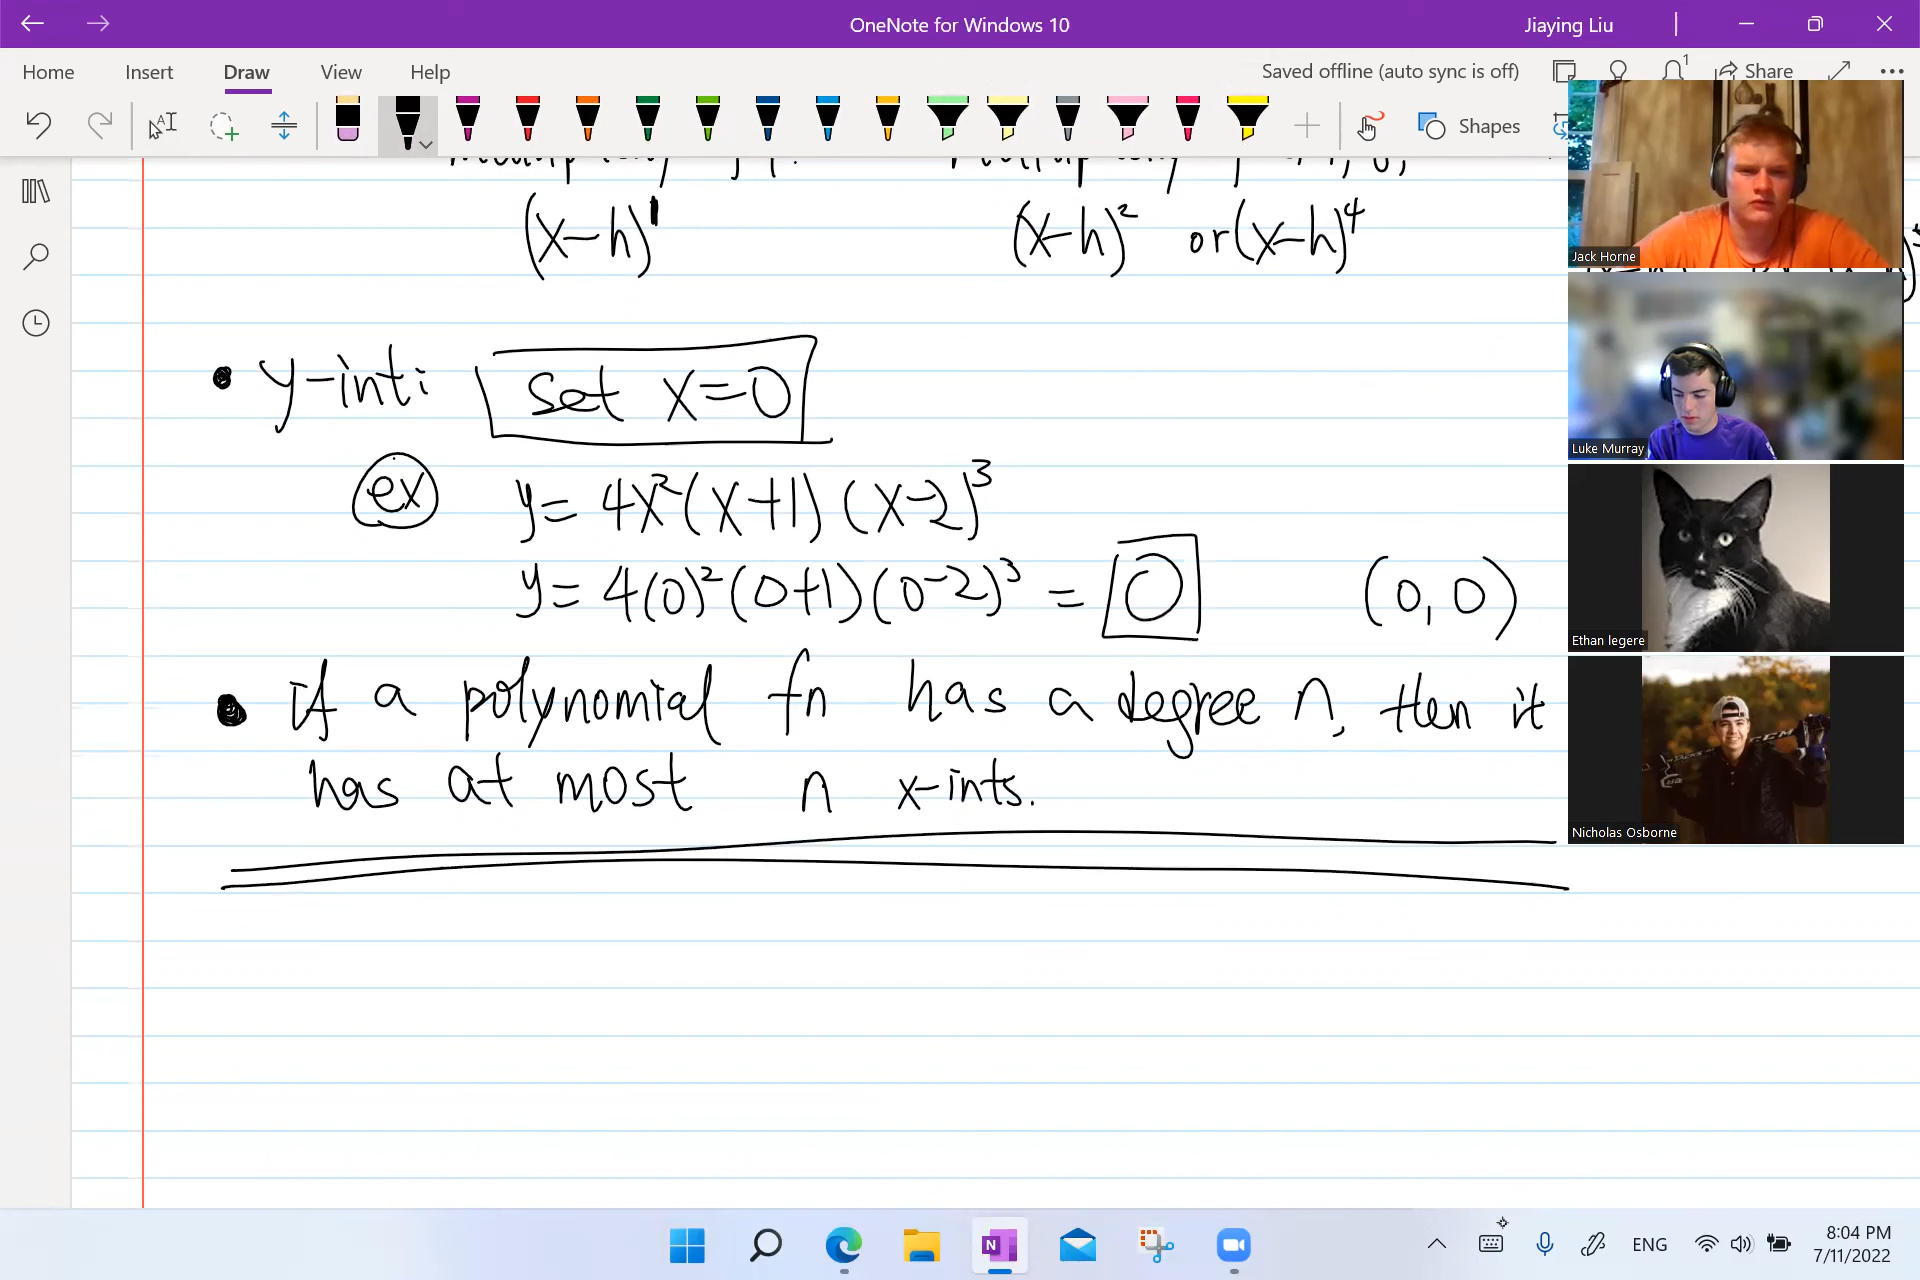 OneNote for Windows 10
Jiaying Liu
Home Insert Draw View Help
Saved offline (auto sync is off)
1
Share
Shapes
(x-h)¹ (x-h)² or (x-h)⁴
Jack Horne
• y-int: set x=0
Luke Murray
ex y = 4x²(x+1)(x-2)³
y = 4(0)²(0+1)(0-2)³ = 0 (0,0)
Ethan legere
• if a polynomial fn has a degree n, then it
has at most n x-ints.
Nicholas Osborne
ENG
8:04 PM
7/11/2022